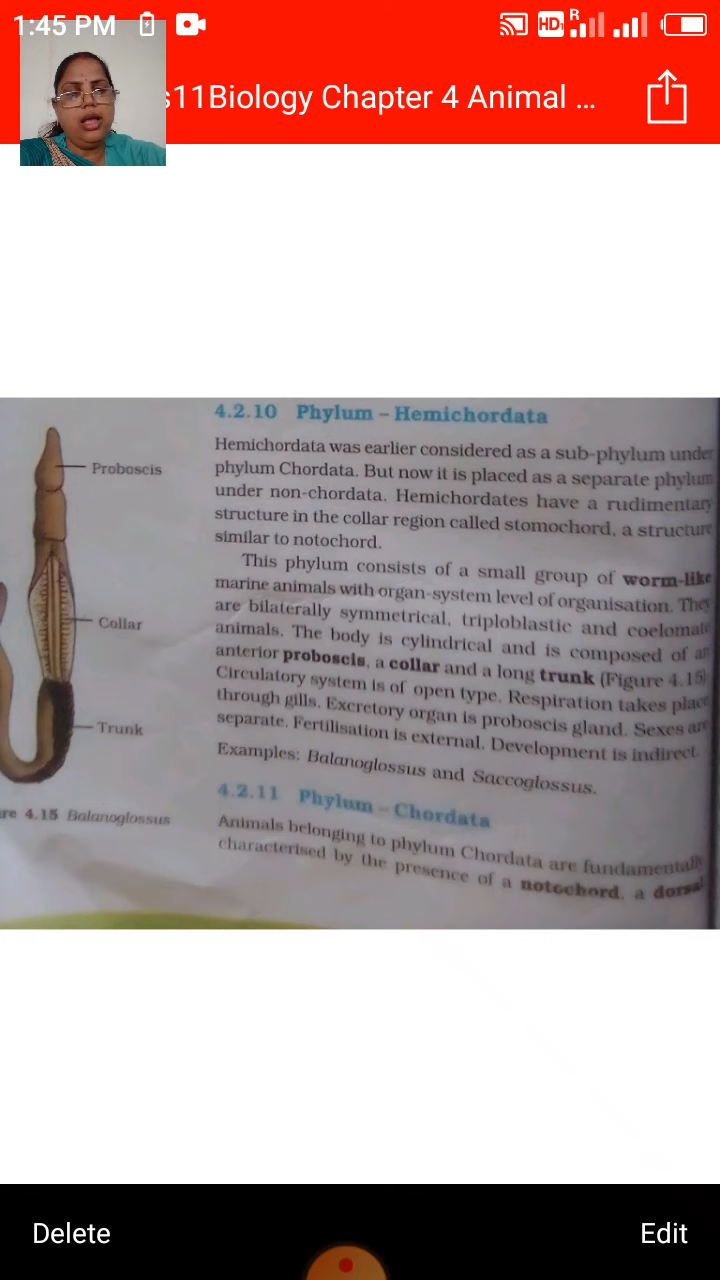 1:45 PM
HD
R
s11Biology Chapter 4 Animal ...
4.2.10 Phylum – Hemichordata
Hemichordata was earlier considered as a sub-phylum under
phylum Chordata. But now it is placed as a separate phylum
under non-chordata. Hemichordates have a rudimentary
structure in the collar region called stomochord, a structure
similar to notochord.
This phylum consists of a small group of worm-like
marine animals with organ-system level of organisation. They
are bilaterally symmetrical, triploblastic and coelomate
animals. The body is cylindrical and is composed of an
anterior proboscis, a collar and a long trunk (Figure 4.15)
Circulatory system is of open type. Respiration takes place
through gills. Excretory organ is proboscis gland. Sexes are
separate. Fertilisation is external. Development is indirect.
Examples: Balanoglossus and Saccoglossus.
Proboscis
Collar
Trunk
re 4.15 Balanoglossus
4.2.11 Phylum – Chordata
Animals belonging to phylum Chordata are fundamentally
characterised by the presence of a notochord, a dorsal
Delete
Edit